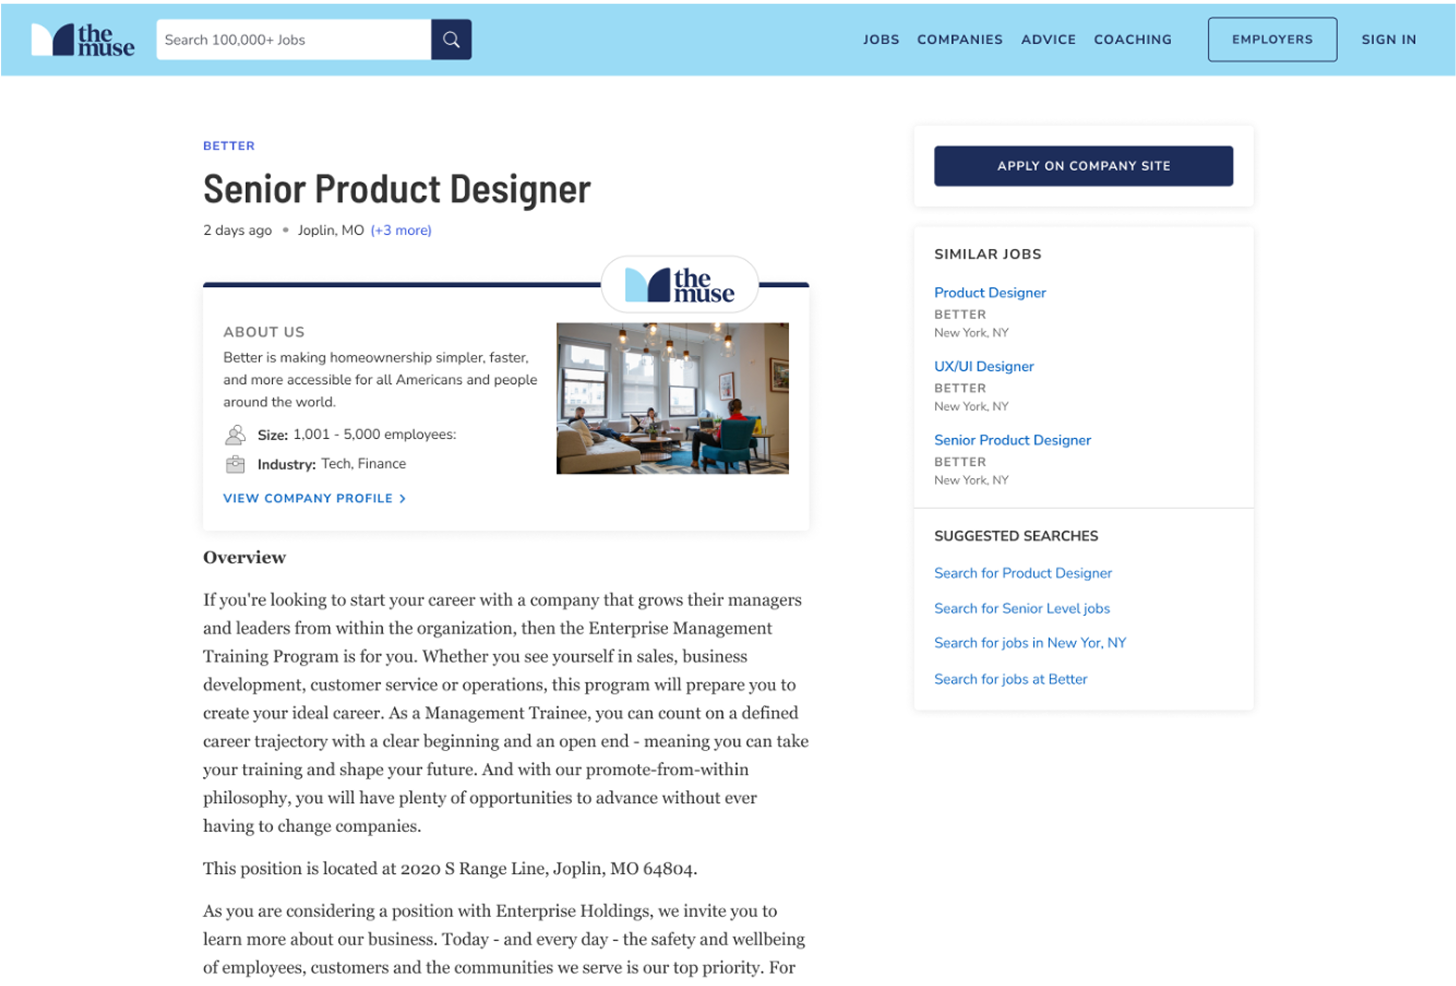 the
muse
Search 100,000+ Jobs
JOBS COMPANIES ADVICE COACHING EMPLOYERS SIGN IN
BETTER
Senior Product Designer
2 days ago • Joplin, MO (+3 more)
the
muse
ABOUT US
Better is making homeownership simpler, faster,
and more accessible for all Americans and people
around the world.
Size: 1,001 - 5,000 employees:
Industry: Tech, Finance
VIEW COMPANY PROFILE >
Overview
If you're looking to start your career with a company that grows their managers
and leaders from within the organization, then the Enterprise Management
Training Program is for you. Whether you see yourself in sales, business
development, customer service or operations, this program will prepare you to
create your ideal career. As a Management Trainee, you can count on a defined
career trajectory with a clear beginning and an open end - meaning you can take
your training and shape your future. And with our promote-from-within
philosophy, you will have plenty of opportunities to advance without ever
having to change companies.
This position is located at 2020 S Range Line, Joplin, MO 64804.
As you are considering a position with Enterprise Holdings, we invite you to
learn more about our business. Today - and every day - the safety and wellbeing
of employees, customers and the communities we serve is our top priority. For
APPLY ON COMPANY SITE
SIMILAR JOBS
Product Designer
BETTER
New York, NY
UX/UI Designer
BETTER
New York, NY
Senior Product Designer
BETTER
New York, NY
SUGGESTED SEARCHES
Search for Product Designer
Search for Senior Level jobs
Search for jobs in New Yor, NY
Search for jobs at Better